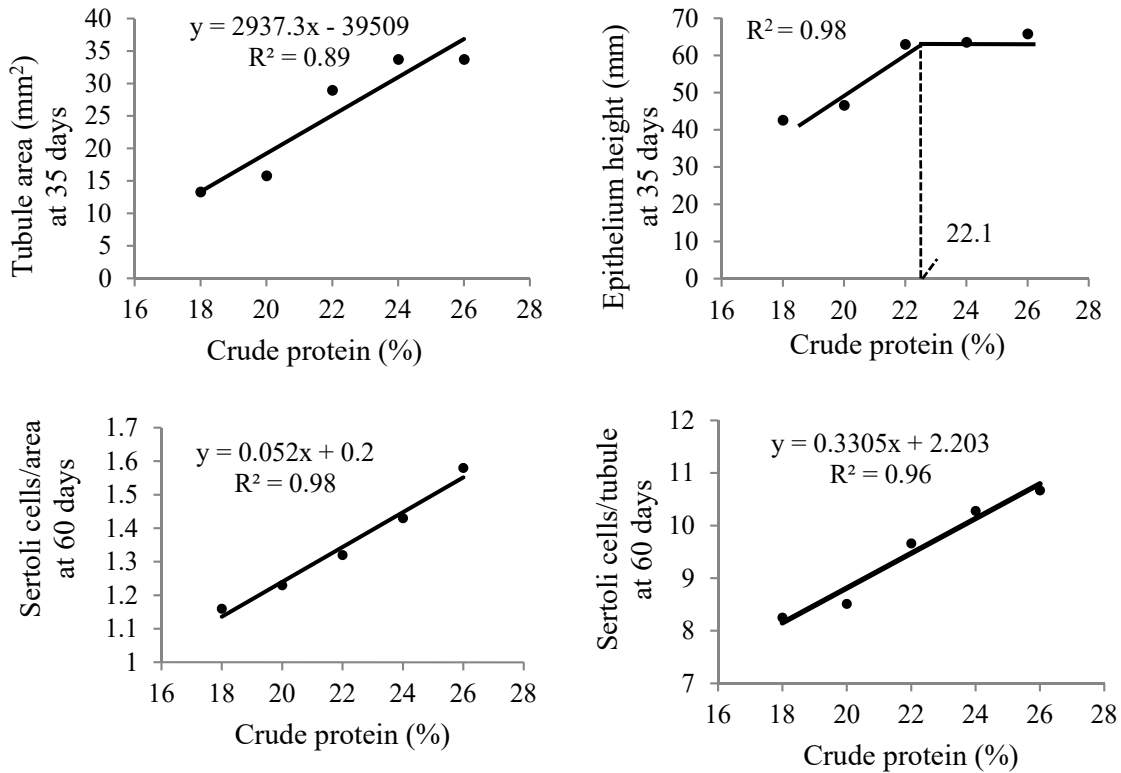 Tubule area (mm²)
at 35 days
y = 2937.3x - 39509
R² = 0.89
40
35
30
25
20
15
10
5
0
16 18 20 22 24 26 28
Crude protein (%)
Epithelium height (mm)
at 35 days
R² = 0.98
70
60
50
40
30
20
10
0
22.1
16 18 20 22 24 26 28
Crude protein (%)
Sertoli cells/area
at 60 days
y = 0.052x + 0.2
R² = 0.98
1.7
1.6
1.5
1.4
1.3
1.2
1.1
1
16 18 20 22 24 26 28
Crude protein (%)
Sertoli cells/tubule
at 60 days
y = 0.3305x + 2.203
R² = 0.96
12
11
10
9
8
7
16 18 20 22 24 26 28
Crude protein (%)